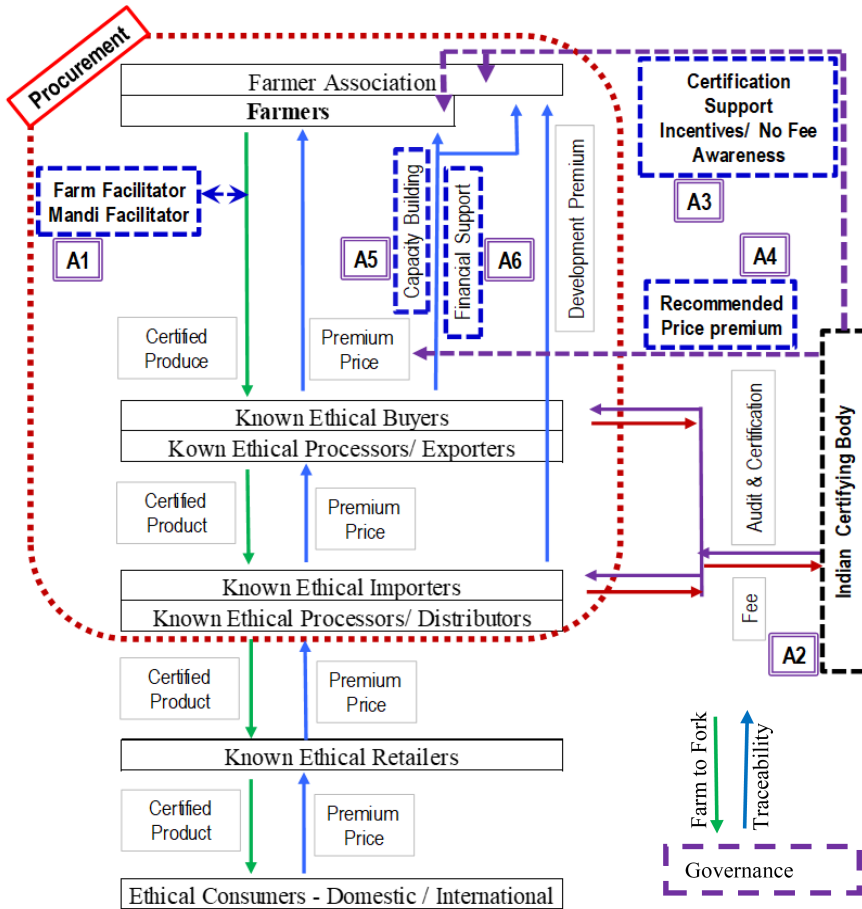 Procurement
Farmer Association
Farmers
Certification
Support
Incentives/ No Fee
Awareness
A3
Farm Facilitator
Mandi Facilitator
A1
A5
Capacity Building
Financial Support
A6
Development Premium
A4
Recommended
Price premium
Certified
Produce
Premium
Price
Known Ethical Buyers
Kown Ethical Processors/ Exporters
Audit & Certification
Indian Certifying Body
Certified
Product
Premium
Price
Known Ethical Importers
Known Ethical Processors/ Distributors
Fee
A2
Certified
Product
Premium
Price
Known Ethical Retailers
Farm to Fork
Traceability
Certified
Product
Premium
Price
Governance
Ethical Consumers - Domestic / International